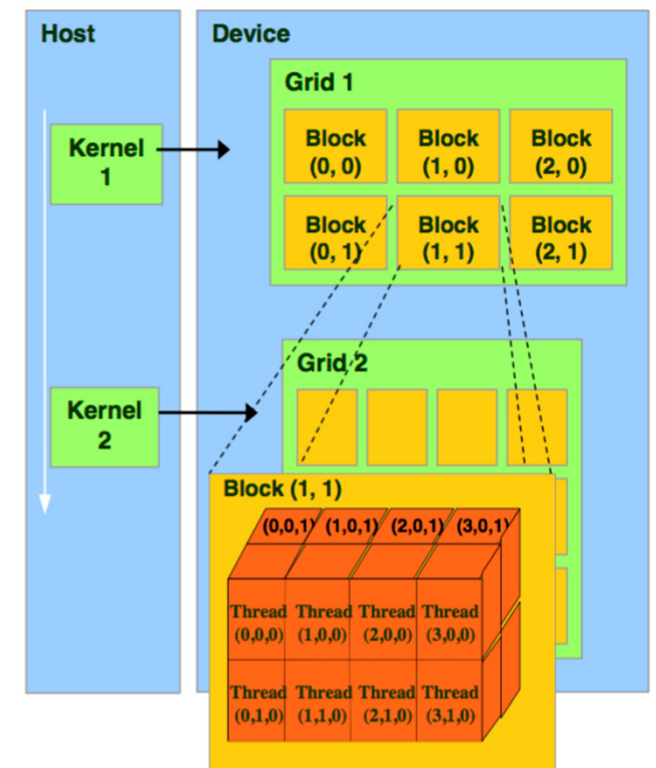 Host
Device
Grid 1
Kernel
1
Block
(0, 0)
Block
(1, 0)
Block
(2, 0)
Block
(0, 1)
Block
(1, 1)
Block
(2, 1)
Grid 2
Kernel
2
Block (1, 1)
(0,0,1) (1,0,1) (2,0,1) (3,0,1)
Thread Thread Thread Thread
(0,0,0) (1,0,0) (2,0,0) (3,0,0)
Thread Thread Thread Thread
(0,1,0) (1,1,0) (2,1,0) (3,1,0)